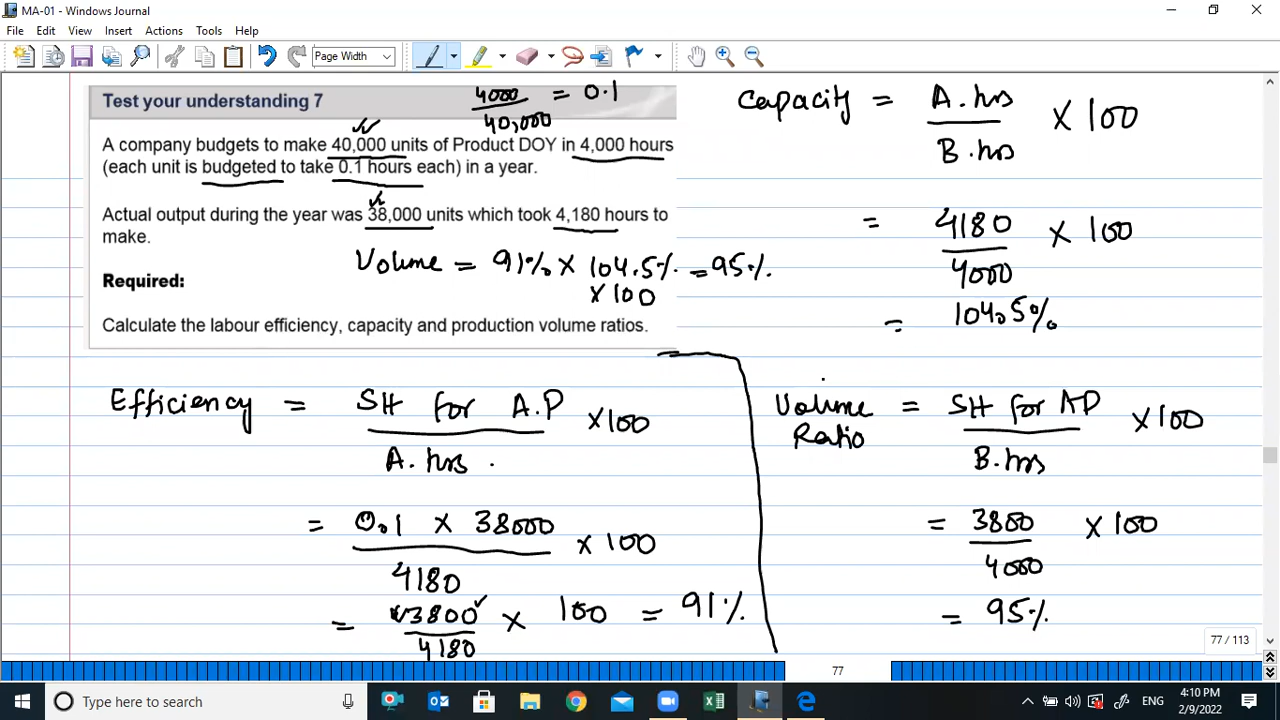 MA-01 - Windows Journal
File Edit View Insert Actions Tools Help
Page Width
Test your understanding 7
4000 / 40,000 = 0.1
A company budgets to make 40,000 units of Product DOY in 4,000 hours
(each unit is budgeted to take 0.1 hours each) in a year.
Actual output during the year was 38,000 units which took 4,180 hours to
make.
Volume = 91% × 104.5% = 95%
× 100
Required:
Calculate the labour efficiency, capacity and production volume ratios.
Capacity = A.hrs / B.hrs × 100
= 4180 / 4000 × 100
= 104.5%
Efficiency = SH for A.P / A.hrs × 100
= 0.1 × 38000 / 4180 × 100
= 3800 / 4180 × 100 = 91%
Volume Ratio = SH for AP / B.hrs × 100
= 3800 / 4000 × 100
= 95%
77 / 113
77
Type here to search
ENG
4:10 PM
2/9/2022